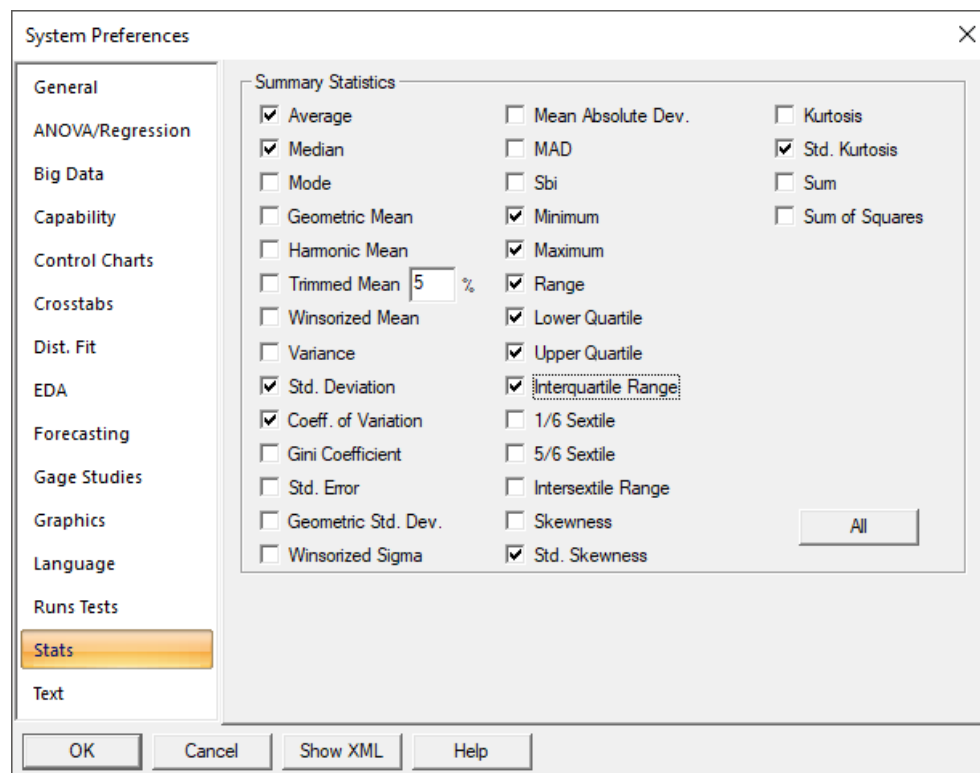 System Preferences
General
ANOVA/Regression
Big Data
Capability
Control Charts
Crosstabs
Dist. Fit
EDA
Forecasting
Gage Studies
Graphics
Language
Runs Tests
Stats
Text
Summary Statistics
Average
Median
Mode
Geometric Mean
Harmonic Mean
Trimmed Mean 5 %
Winsorized Mean
Variance
Std. Deviation
Coeff. of Variation
Gini Coefficient
Std. Error
Geometric Std. Dev.
Winsorized Sigma
Mean Absolute Dev.
MAD
Sbi
Minimum
Maximum
Range
Lower Quartile
Upper Quartile
Interquartile Range
1/6 Sextile
5/6 Sextile
Intersextile Range
Skewness
Std. Skewness
Kurtosis
Std. Kurtosis
Sum
Sum of Squares
All
OK
Cancel
Show XML
Help